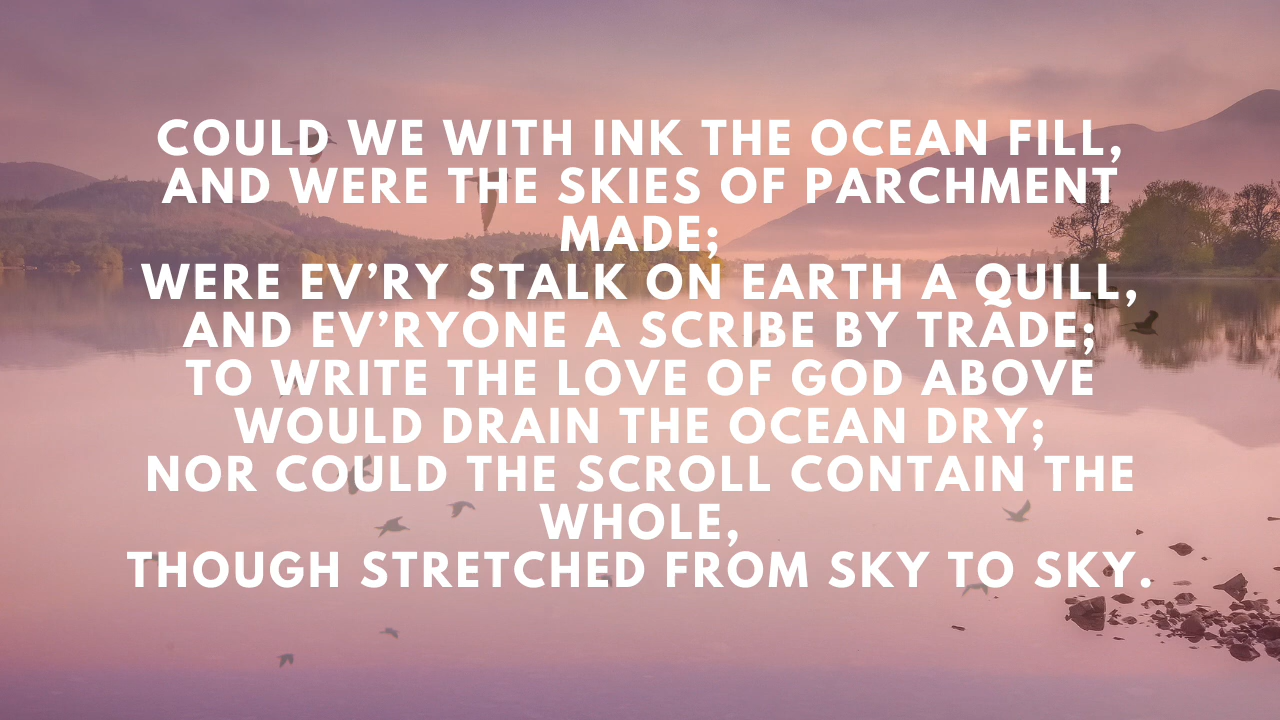 COULD WE WITH INK THE OCEAN FILL,
AND WERE THE SKIES OF PARCHMENT
MADE;
WERE EV’RY STALK ON EARTH A QUILL,
AND EV’RYONE A SCRIBE BY TRADE;
TO WRITE THE LOVE OF GOD ABOVE
WOULD DRAIN THE OCEAN DRY;
NOR COULD THE SCROLL CONTAIN THE
WHOLE,
THOUGH STRETCHED FROM SKY TO SKY.